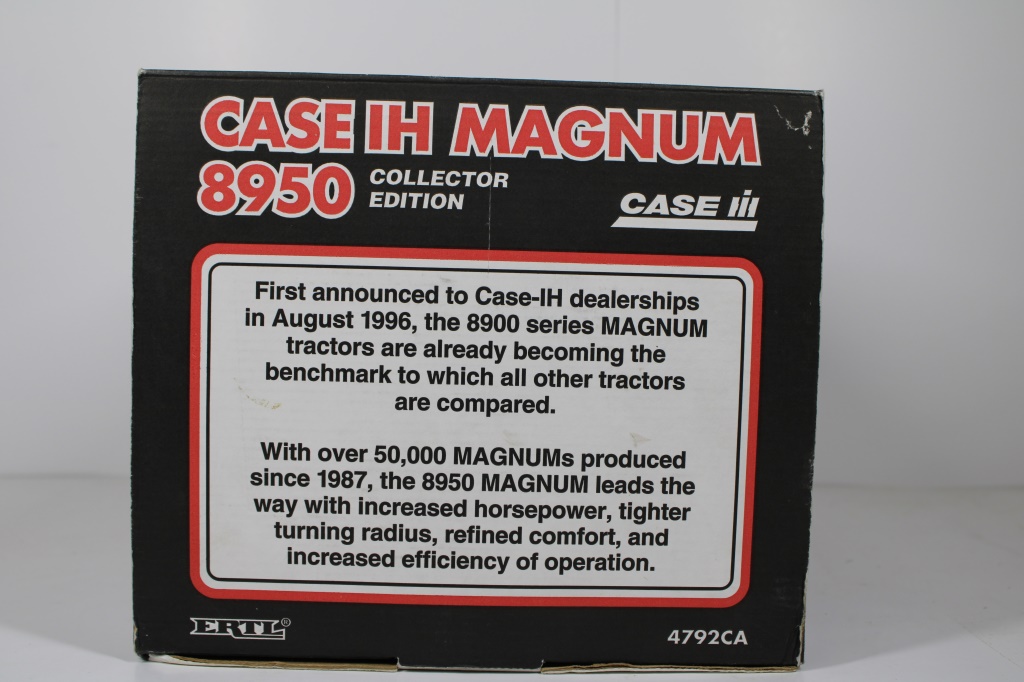 CASE IH MAGNUM
8950 COLLECTOR
EDITION
CASE IH
First announced to Case-IH dealerships
in August 1996, the 8900 series MAGNUM
tractors are already becoming the
benchmark to which all other tractors
are compared.
With over 50,000 MAGNUMs produced
since 1987, the 8950 MAGNUM leads the
way with increased horsepower, tighter
turning radius, refined comfort, and
increased efficiency of operation.
ERTL®
4792CA